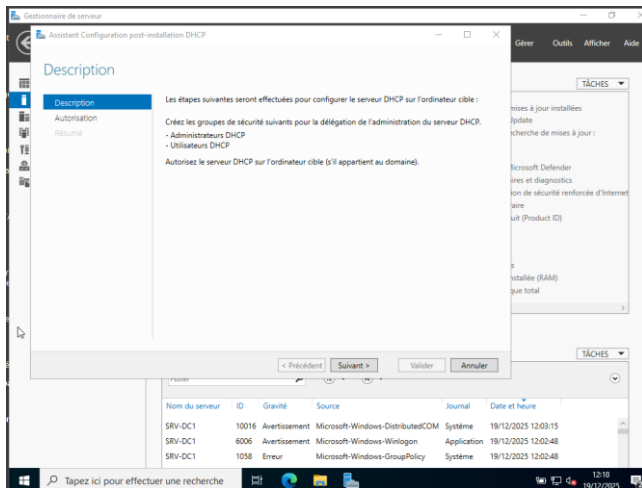 Gestionnaire de serveur
Assistant Configuration post-installation DHCP
Gérer Outils Afficher Aide
Description
TÂCHES
Description
Autorisation
Résumé
Les étapes suivantes seront effectuées pour configurer le serveur DHCP sur l'ordinateur cible :
Créez les groupes de sécurité suivants pour la délégation de l'administration du serveur DHCP.
- Administrateurs DHCP
- Utilisateurs DHCP
Autorisez le serveur DHCP sur l'ordinateur cible (s'il appartient au domaine).
mises à jour installées
Update
echerche de mises à jour :
Microsoft Defender
ires et diagnostics
ion de sécurité renforcée d'Internet
aire
uit (Product ID)
s
nstallée (RAM)
que total
< Précédent Suivant > Valider Annuler
TÂCHES
Nom du serveur ID Gravité Source Journal Date et heure
SRV-DC1 10016 Avertissement Microsoft-Windows-DistributedCOM Système 19/12/2025 12:03:15
SRV-DC1 6006 Avertissement Microsoft-Windows-Winlogon Application 19/12/2025 12:02:48
SRV-DC1 1058 Erreur Microsoft-Windows-GroupPolicy Système 19/12/2025 12:02:48
Tapez ici pour effectuer une recherche
12:10
19/12/2025